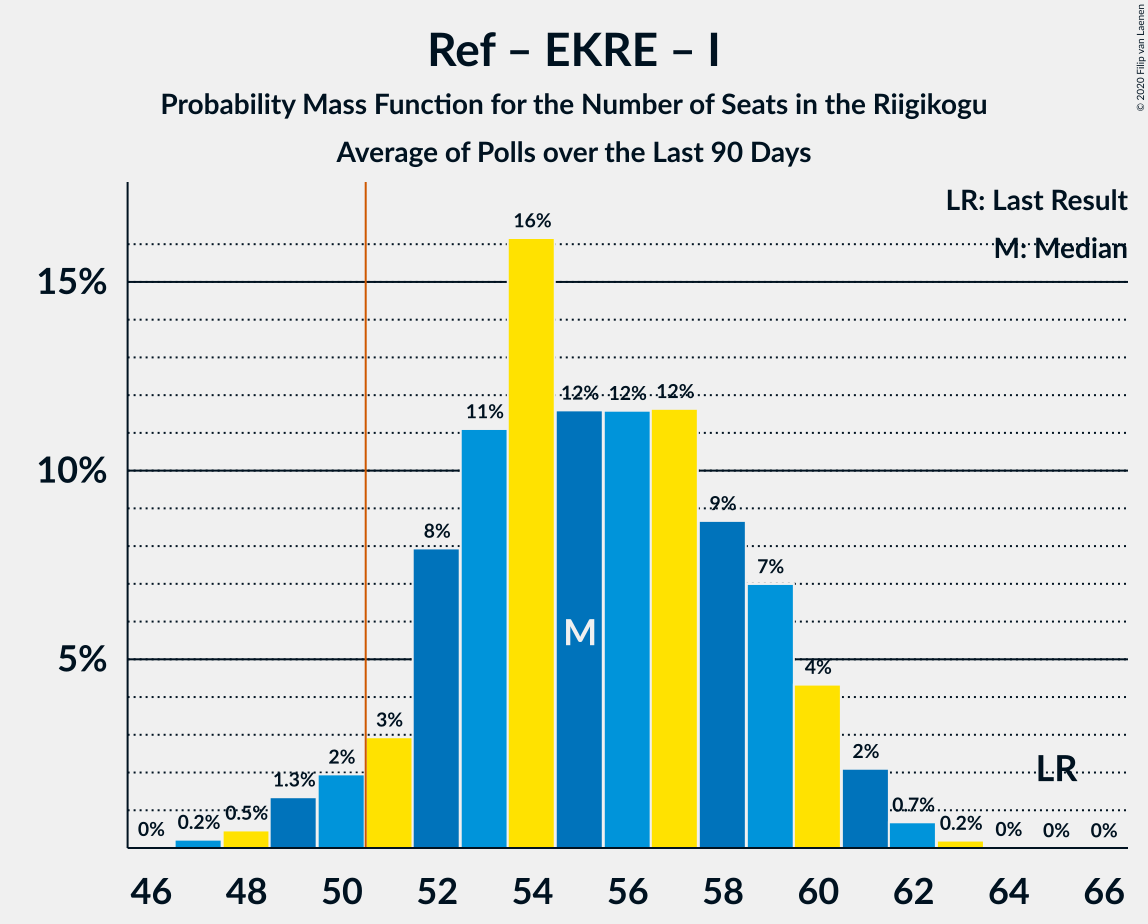 Ref – EKRE – I
Probability Mass Function for the Number of Seats in the Riigikogu
Average of Polls over the Last 90 Days
© 2020 Filip van Laenen
LR: Last Result
M: Median
15%
10%
5%
0%
0.2%
0.5%
1.3%
2%
3%
8%
11%
16%
12%
12%
12%
9%
7%
4%
2%
0.7%
0.2%
0%
0%
0%
M
LR
46 48 50 52 54 56 58 60 62 64 66